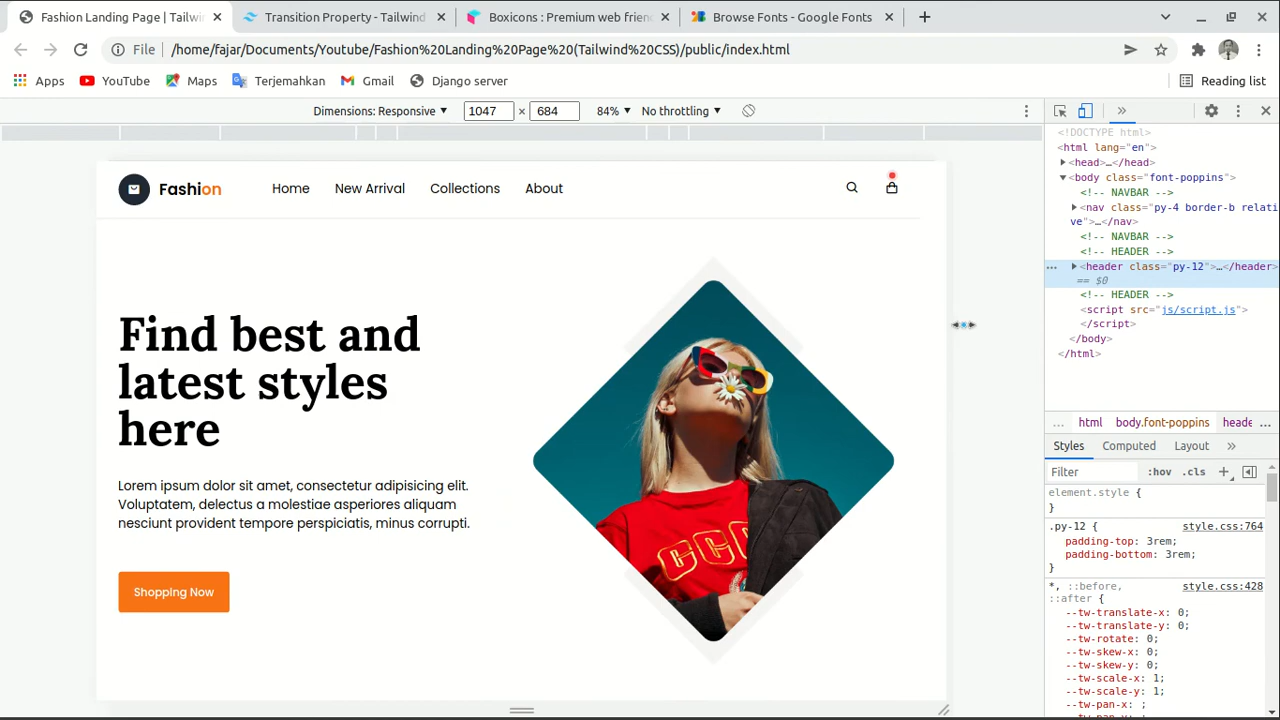 Fashion Landing Page | Tailwi
Transition Property - Tailwind
Boxicons : Premium web frien
Browse Fonts - Google Fonts
File
/home/fajar/Documents/Youtube/Fashion%20Landing%20Page%20(Tailwind%20CSS)/public/index.html
Apps
YouTube
Maps
Terjemahkan
Gmail
Django server
Reading list
Dimensions: Responsive
1047
×
684
84%
No throttling
Fashion
Home
New Arrival
Collections
About
Find best and
latest styles
here
Lorem ipsum dolor sit amet, consectetur adipisicing elit.
Voluptatem, delectus a molestiae asperiores aliquam
nesciunt provident tempore perspiciatis, minus corrupti.
Shopping Now
<!DOCTYPE html>
<html lang="en">
<head>…</head>
<body class="font-poppins">
<!-- NAVBAR -->
<nav class="py-4 border-b relati
ve">…</nav>
<!-- NAVBAR -->
<!-- HEADER -->
<header class="py-12">…</header>
== $0
<!-- HEADER -->
<script src="js/script.js">
</script>
</body>
</html>
…
html
body.font-poppins
heade
...
Styles
Computed
Layout
Filter
:hov
.cls
element.style {
}
.py-12 {
style.css:764
padding-top: 3rem;
padding-bottom: 3rem;
}
*, ::before,
style.css:428
::after {
--tw-translate-x: 0;
--tw-translate-y: 0;
--tw-rotate: 0;
--tw-skew-x: 0;
--tw-skew-y: 0;
--tw-scale-x: 1;
--tw-scale-y: 1;
--tw-pan-x: ;